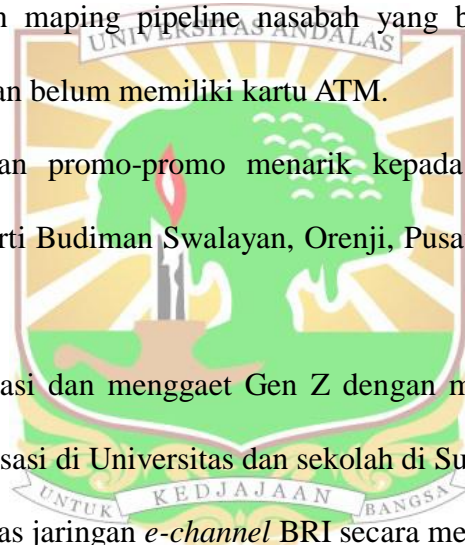 n maping pipeline nasabah yang b
UNIVERSITAS ANDALAS
an belum memiliki kartu ATM.
an promo-promo menarik kepada
rti Budiman Swalayan, Orenji, Pusa
asi dan menggaet Gen Z dengan m
sasi di Universitas dan sekolah di Su
UNTUK KEDJAJAAN BANGSA
as jaringan e-channel BRI secara me